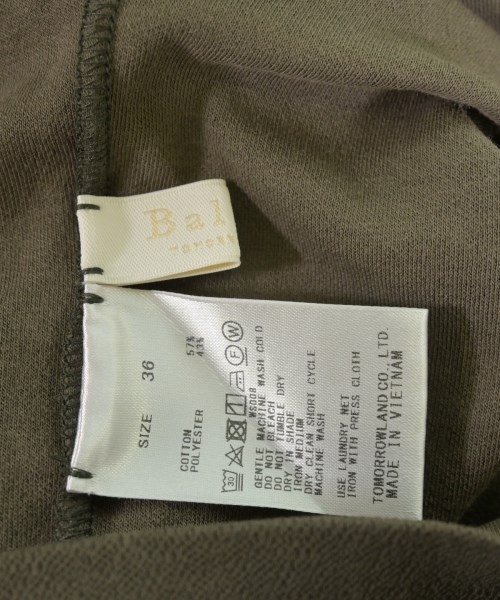 Bal
SIZE 36
COTTON 57%
POLYESTER 43%
30
F
W
WS008
GENTLE MACHINE WASH COLD
DO NOT BLEACH
DO NOT TUMBLE DRY
DRY IN SHADE
IRON MEDIUM
DRY CLEAN SHORT CYCLE
MACHINE WASH
USE LAUNDRY NET
IRON WITH PRESS CLOTH
TOMORROWLAND CO., LTD.
MADE IN VIETNAM